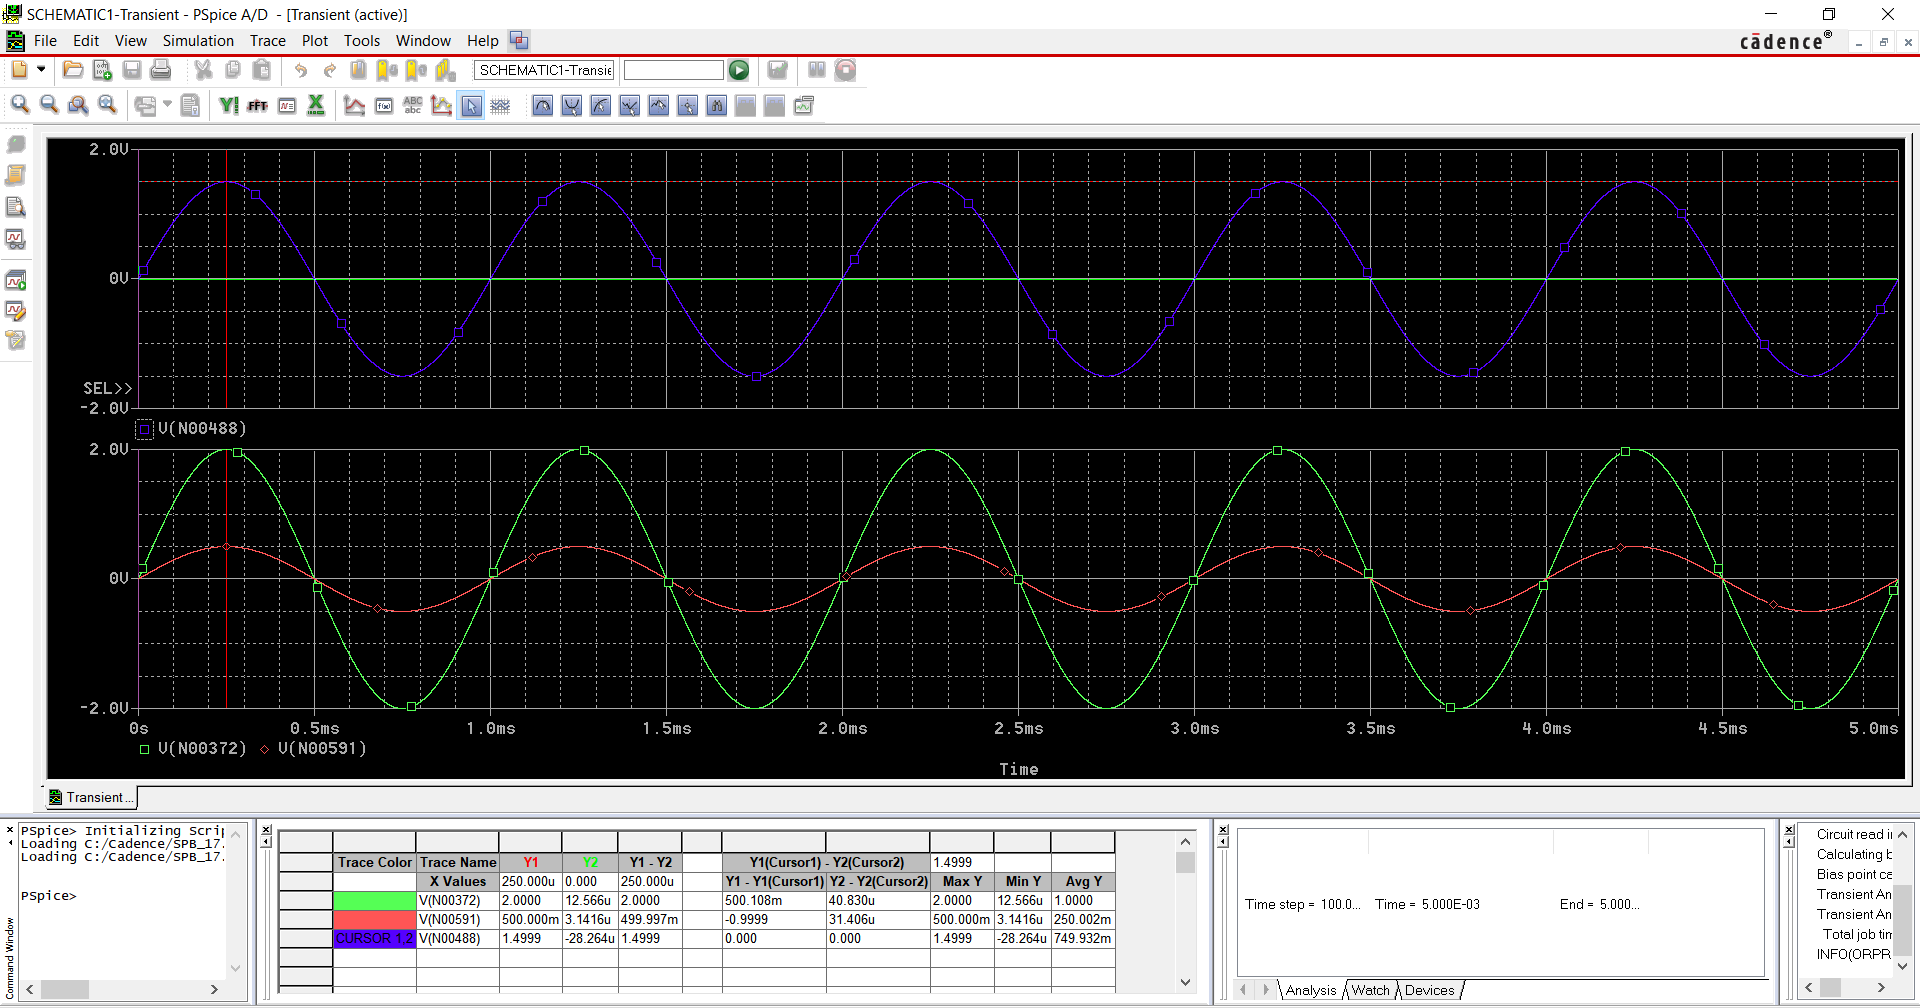 SCHEMATIC1-Transient - PSpice A/D - [Transient (active)]
File Edit View Simulation Trace Plot Tools Window Help
cādence®
SCHEMATIC1-Transie
FFT
ABC
abc
2.0V
0V
SEL>>
-2.0V
V(N00488)
2.0V
0V
-2.0V
0s 0.5ms 1.0ms 1.5ms 2.0ms 2.5ms 3.0ms 3.5ms 4.0ms 4.5ms 5.0ms
V(N00372) V(N00591)
Time
Transient ...
Command Window
PSpice> Initializing Scrip
Loading C:/Cadence/SPB_17.
Loading C:/Cadence/SPB_17.
PSpice>
Trace Color Trace Name Y1 Y2 Y1 - Y2 Y1(Cursor1) - Y2(Cursor2) 1.4999
X Values 250.000u 0.000 250.000u Y1 - Y1(Cursor1) Y2 - Y2(Cursor2) Max Y Min Y Avg Y
V(N00372) 2.0000 12.566u 2.0000 500.108m 40.830u 2.0000 12.566u 1.0000
V(N00591) 500.000m 3.1416u 499.997m -0.9999 31.406u 500.000m 3.1416u 250.002m
CURSOR 1,2 V(N00488) 1.4999 -28.264u 1.4999 0.000 0.000 1.4999 -28.264u 749.932m
Time step = 100.0... Time = 5.000E-03 End = 5.000...
Analysis Watch Devices
Circuit read in
Calculating b
Bias point ca
Transient An
Transient An
Total job tim
INFO(ORPR